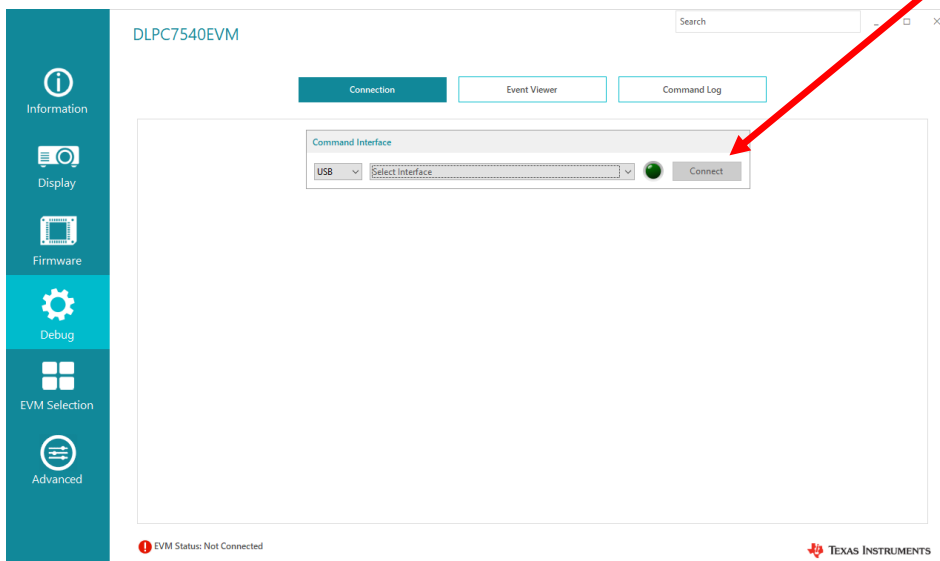 DLPC7540EVM
Search
Information
Display
Firmware
Debug
EVM Selection
Advanced
Connection Event Viewer Command Log
Command Interface
USB Select Interface Connect
EVM Status: Not Connected
TEXAS INSTRUMENTS